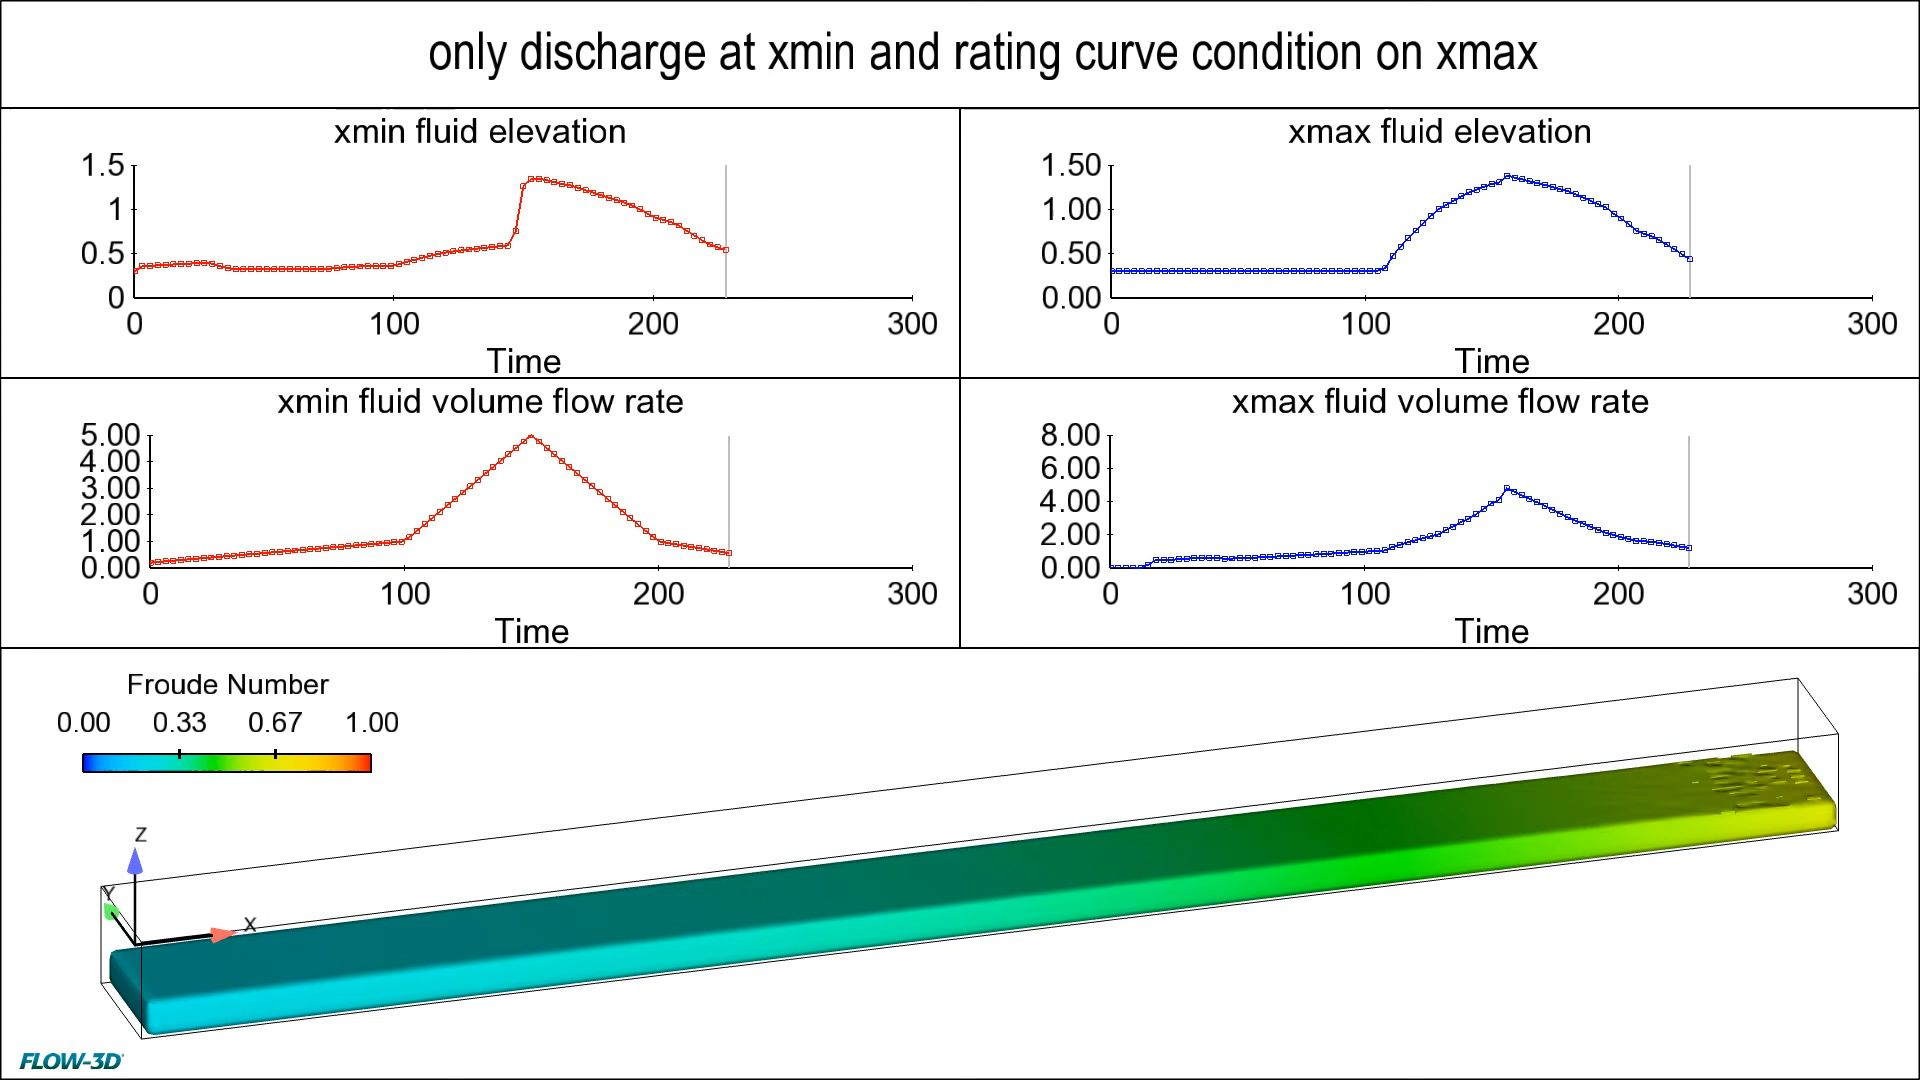 only discharge at xmin and rating curve condition on xmax
xmin fluid elevation
1.5
1
0.5
0
0 100 200 300
Time
xmax fluid elevation
1.50
1.00
0.50
0.00
0 100 200 300
Time
xmin fluid volume flow rate
5.00
4.00
3.00
2.00
1.00
0.00
0 100 200 300
Time
xmax fluid volume flow rate
8.00
6.00
4.00
2.00
0.00
0 100 200 300
Time
Froude Number
0.00 0.33 0.67 1.00
Z
Y
X
FLOW-3D